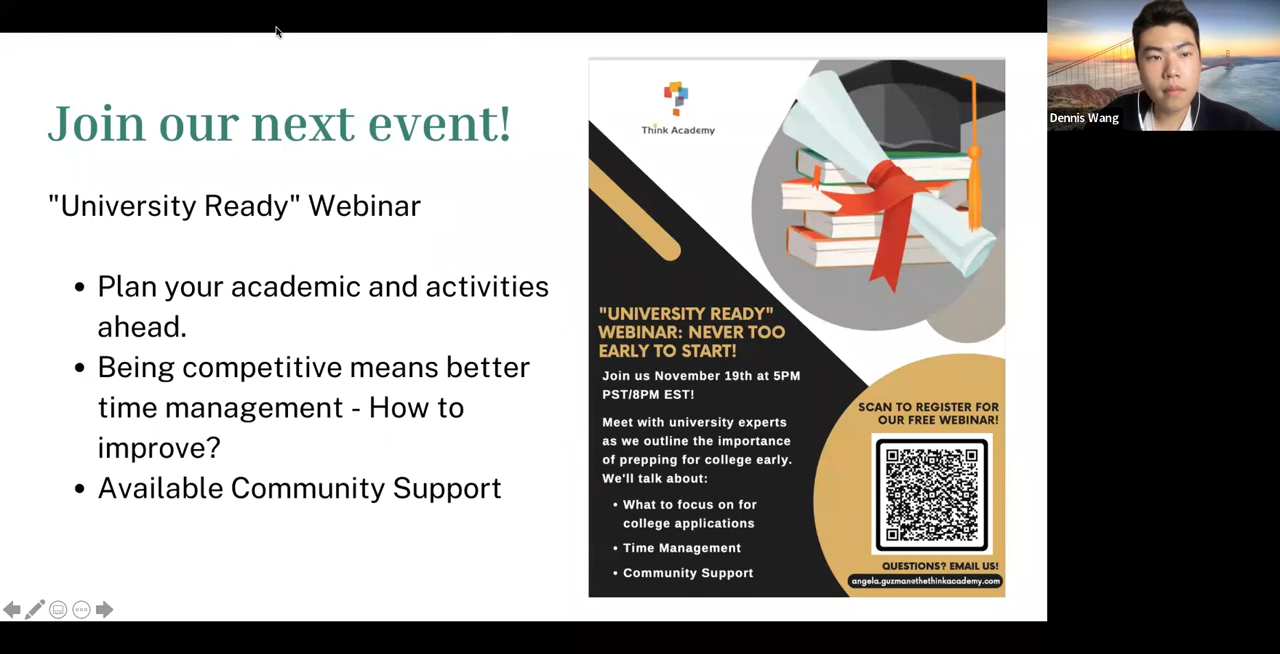 Join our next event!
"University Ready" Webinar
• Plan your academic and activities
ahead.
• Being competitive means better
time management - How to
improve?
• Available Community Support
Think Academy
"UNIVERSITY READY"
WEBINAR: NEVER TOO
EARLY TO START!
Join us November 19th at 5PM
PST/8PM EST!
Meet with university experts
as we outline the importance
of prepping for college early.
We'll talk about:
• What to focus on for
college applications
• Time Management
• Community Support
SCAN TO REGISTER FOR
OUR FREE WEBINAR!
QUESTIONS? EMAIL US!
angela.guzman@thethinkacademy.com
Dennis Wang